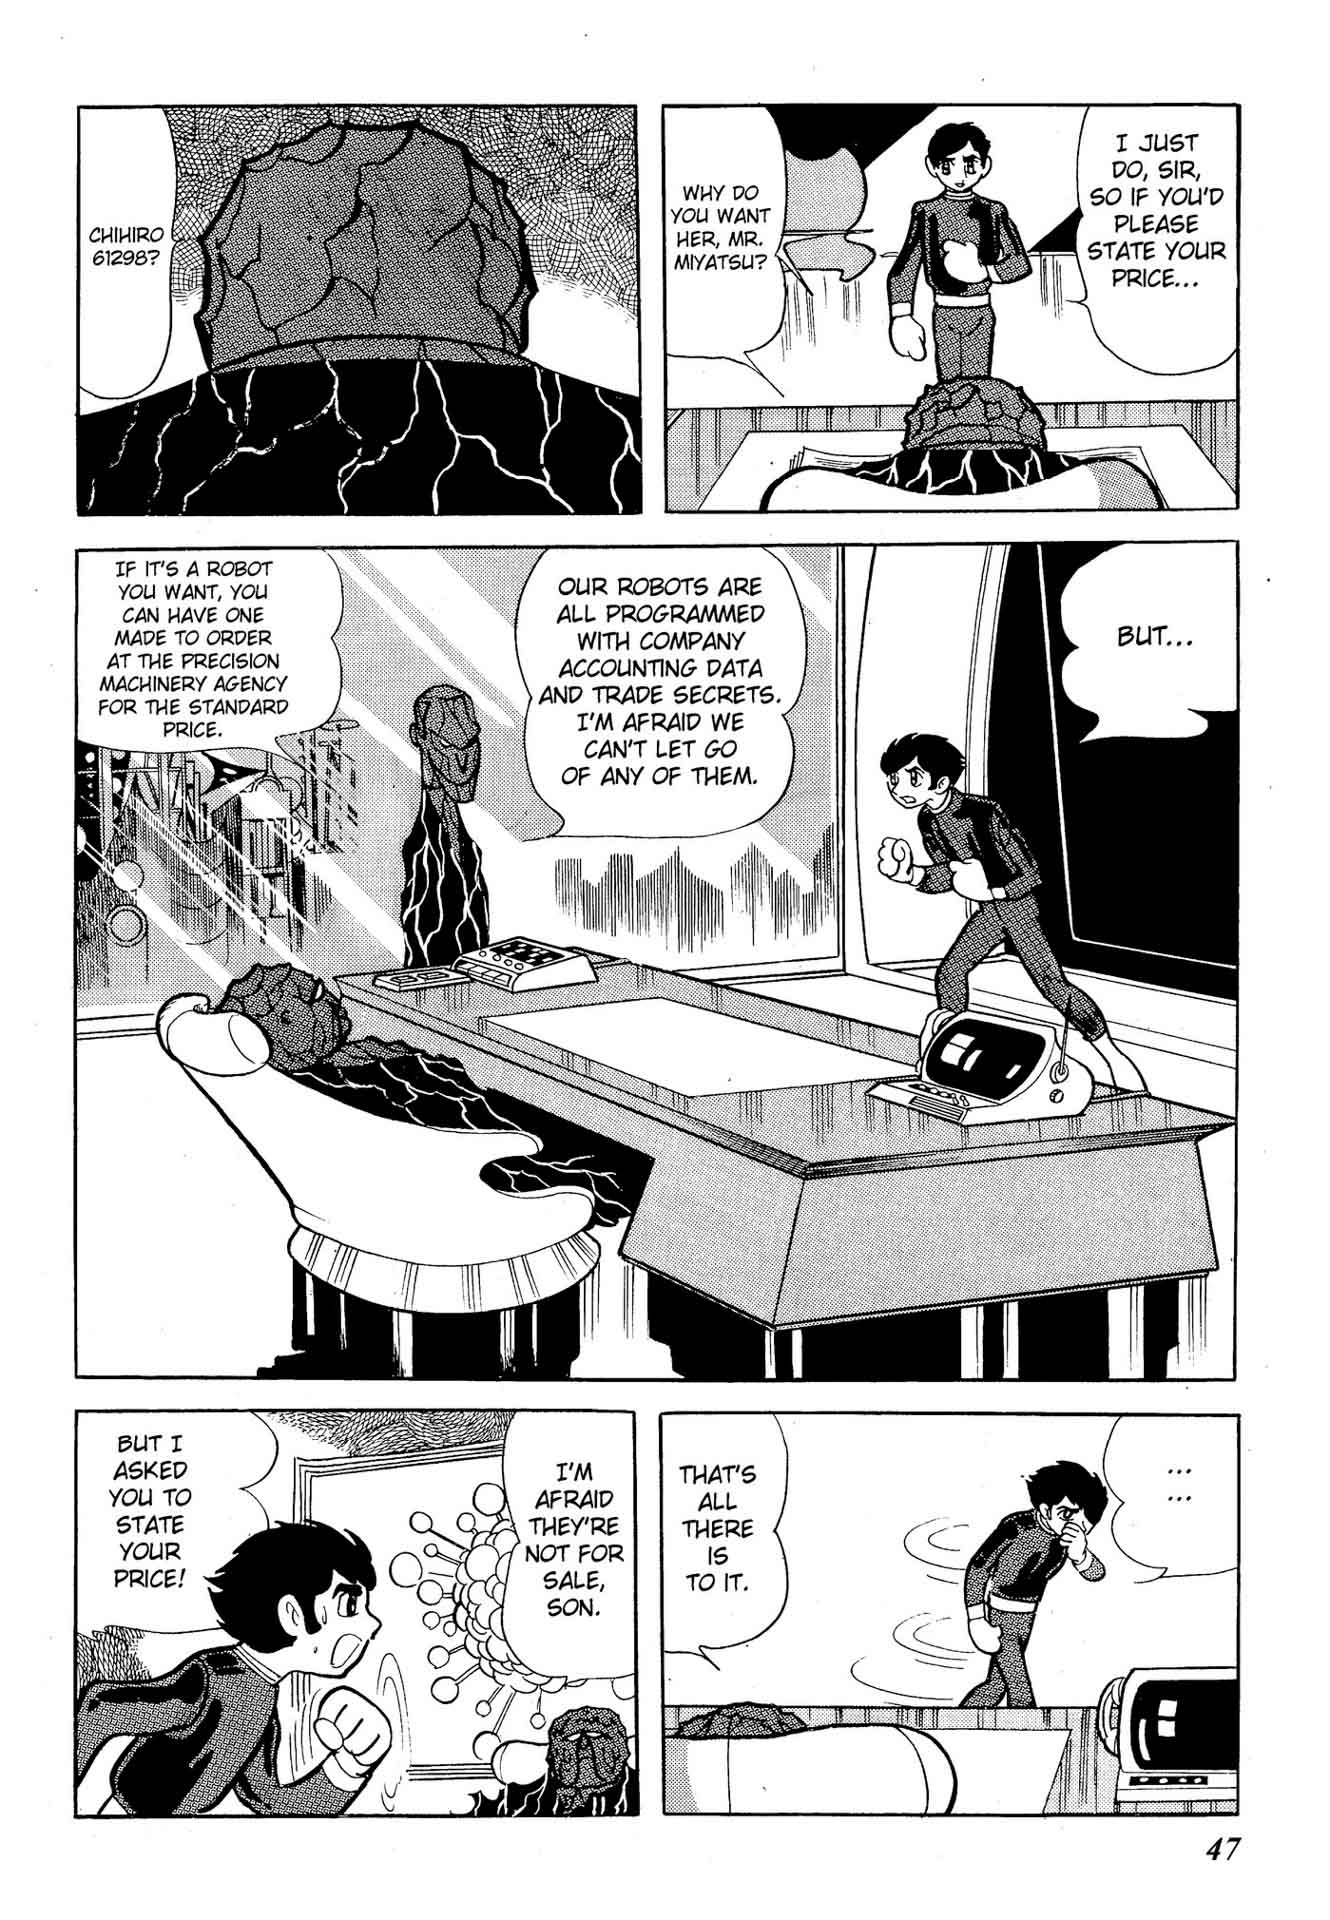 CHIHIRO
61298?
WHY DO
YOU WANT
HER, MR.
MIYATSU?
I JUST
DO, SIR,
SO IF YOU'D
PLEASE
STATE YOUR
PRICE...
IF IT'S A ROBOT
YOU WANT, YOU
CAN HAVE ONE
MADE TO ORDER
AT THE PRECISION
MACHINERY AGENCY
FOR THE STANDARD
PRICE.
OUR ROBOTS ARE
ALL PROGRAMMED
WITH COMPANY
ACCOUNTING DATA
AND TRADE SECRETS.
I'M AFRAID WE
CAN'T LET GO
OF ANY OF THEM.
BUT...
BUT I
ASKED
YOU TO
STATE
YOUR
PRICE!
I'M
AFRAID
THEY'RE
NOT FOR
SALE,
SON.
THAT'S
ALL
THERE
IS
TO IT.
...
...
47